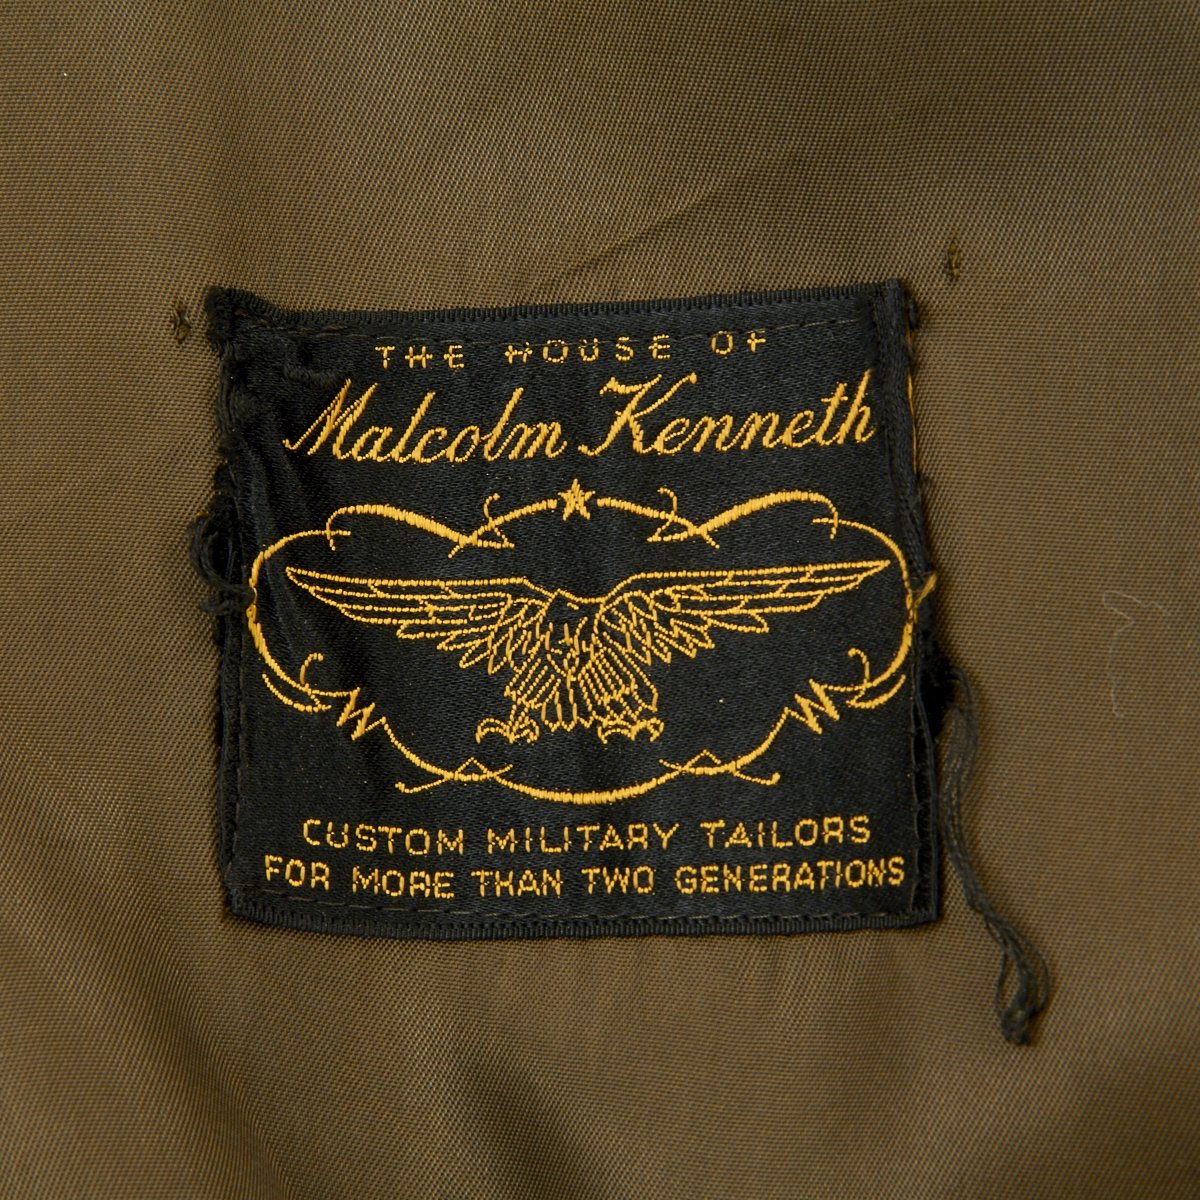 THE HOUSE OF
Malcolm Kenneth
CUSTOM MILITARY TAILORS
FOR MORE THAN TWO GENERATIONS